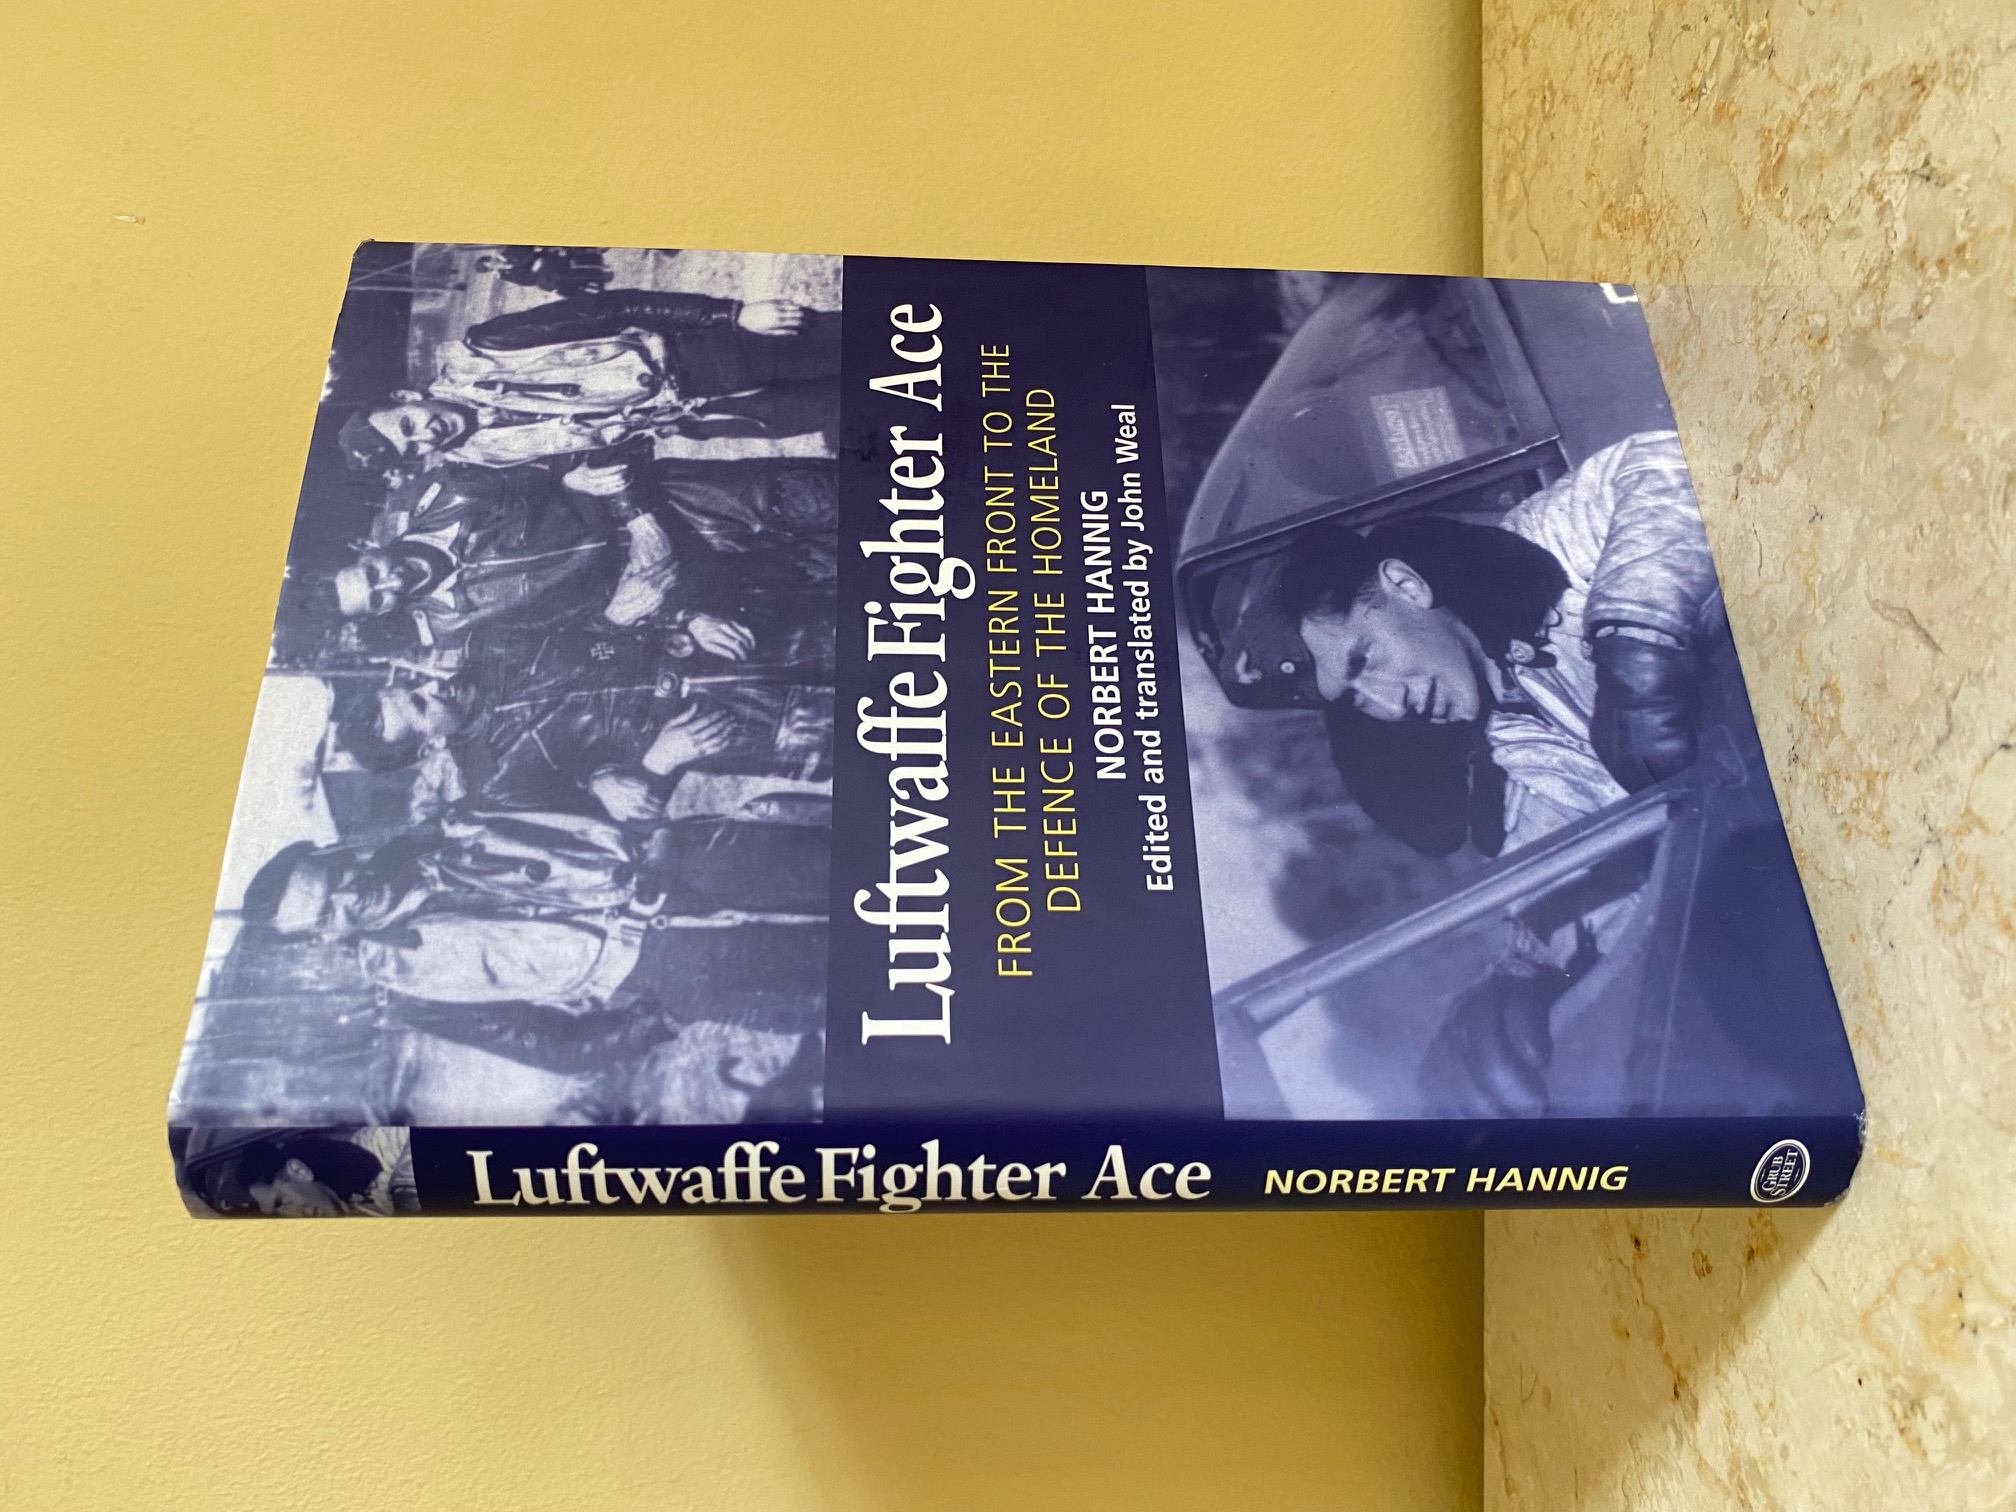 Luftwaffe Fighter Ace
FROM THE EASTERN FRONT TO THE
DEFENCE OF THE HOMELAND
NORBERT HANNIG
Edited and translated by John Weal
Luftwaffe Fighter Ace
NORBERT HANNIG
GRUB
STREET